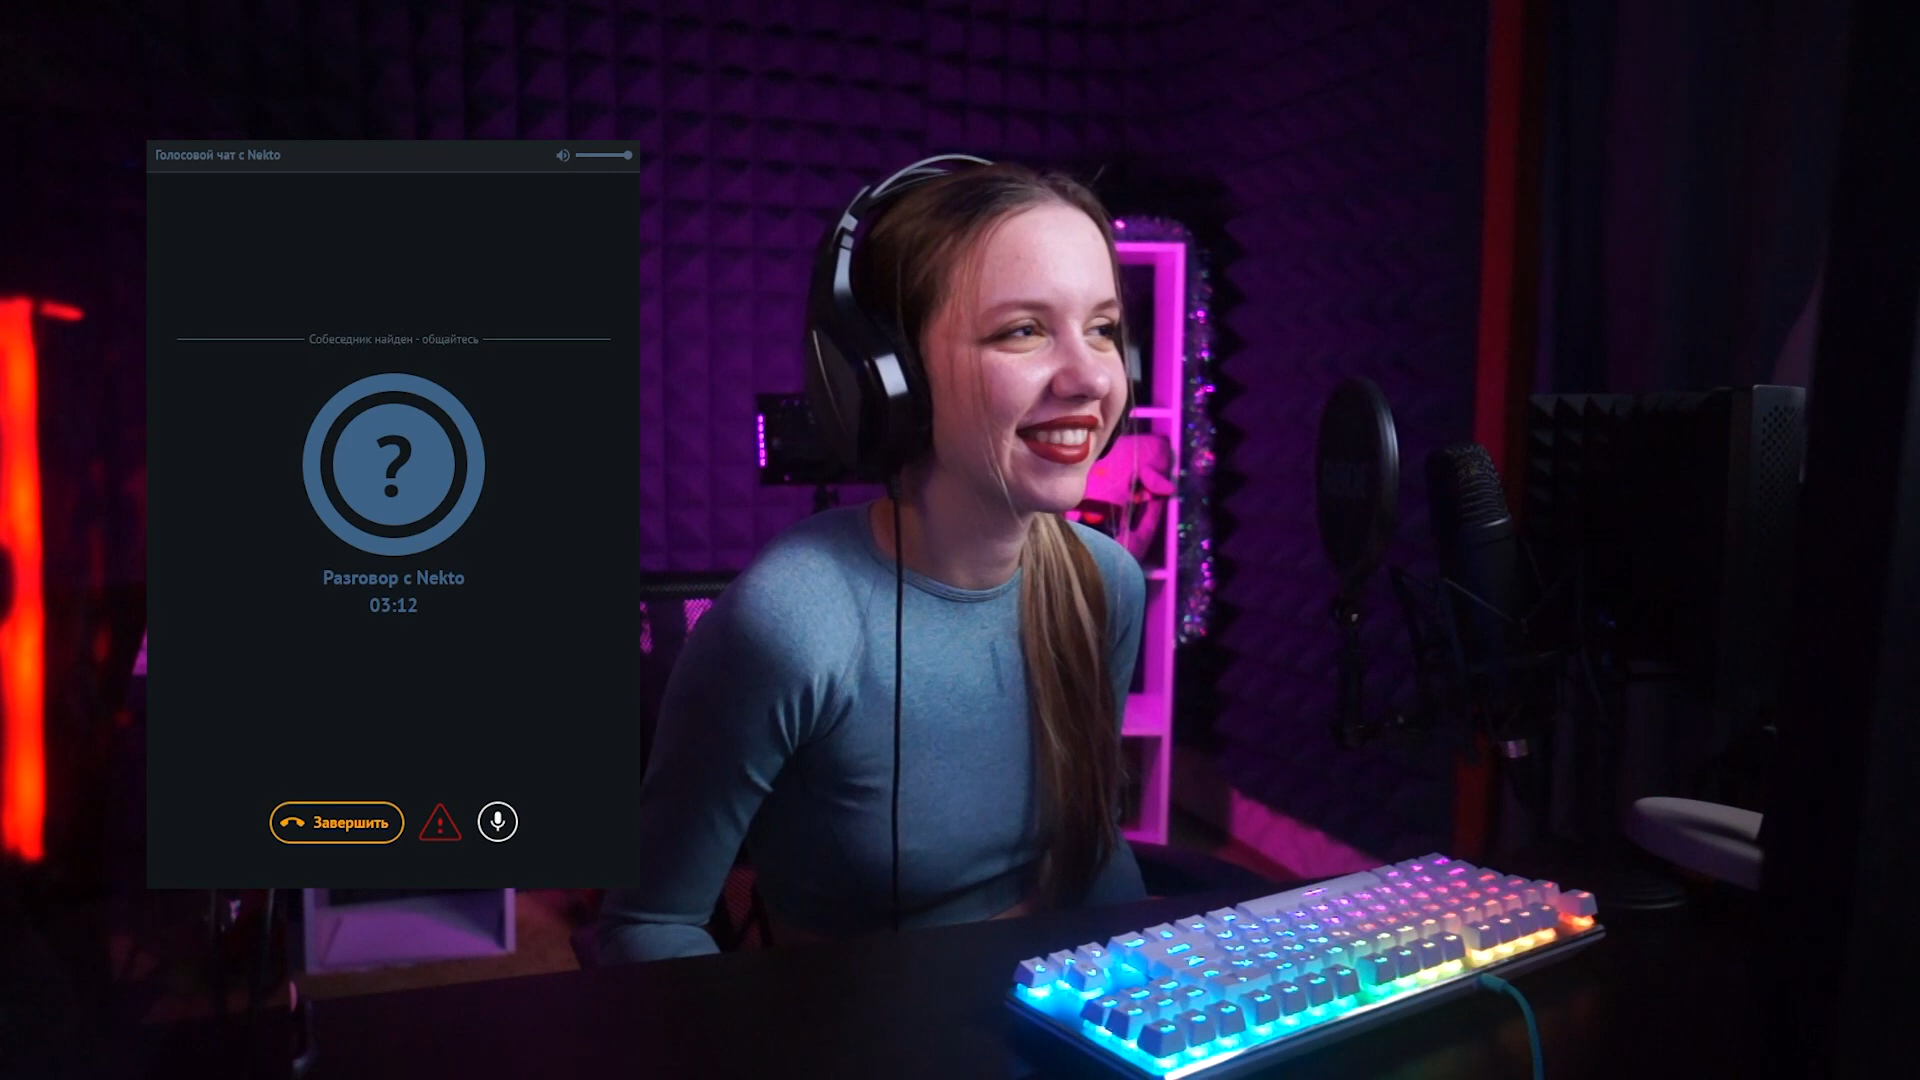 Голосовой чат с Nekto
Собеседник найден - общайтесь
?
Разговор с Nekto
03:12
Завершить